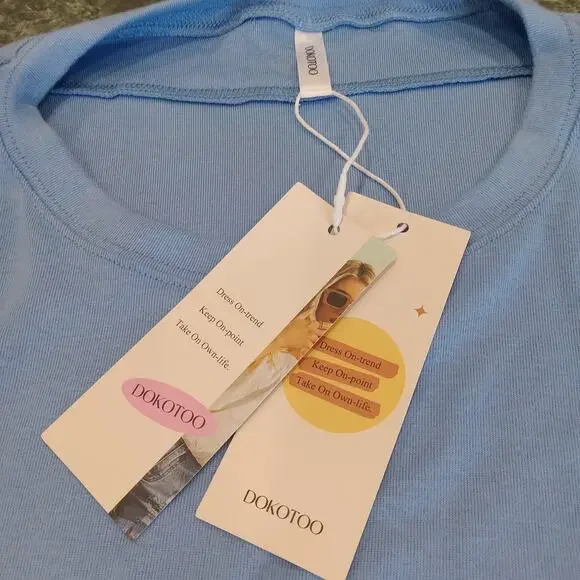 DOKOTOO
Dress On-trend
Keep On-point
Take On Own-life.
DOKOTOO
Dress On-trend
Keep On-point
Take On Own-life.
DOKOTOO